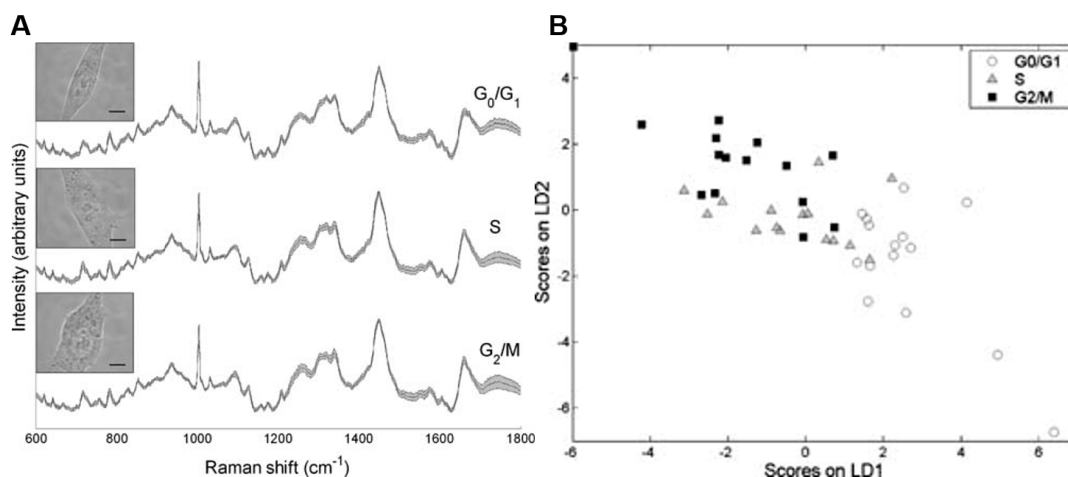 A
B
Intensity (arbitrary units)
G₀/G₁
S
G₂/M
600 800 1000 1200 1400 1600 1800
Raman shift (cm⁻¹)
Scores on LD2
4
2
0
-2
-4
-6
G0/G1
S
G2/M
-6 -4 -2 0 2 4 6
Scores on LD1